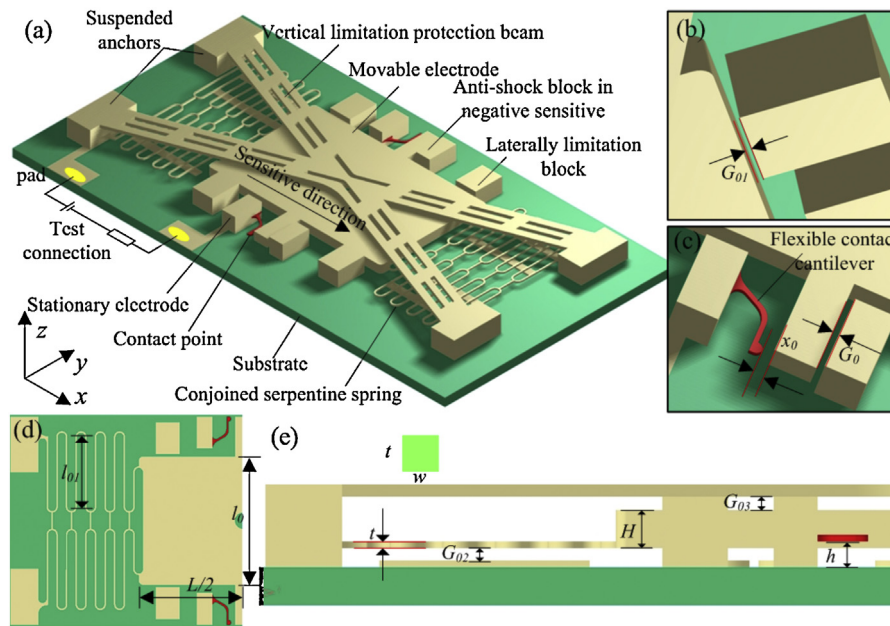 (a)
Suspended
anchors
Vertical limitation protection beam
Movable electrode
Anti-shock block in
negative sensitive
Laterally limitation
block
pad
Sensitive direction
Test
connection
Stationary electrode
Contact point
Substrate
Conjoined serpentine spring
z
y
x
(b)
G01
(c)
Flexible contact
cantilever
x0
G0
(d)
l01
l0
L/2
(e)
t
w
G03
H
t
G02
h